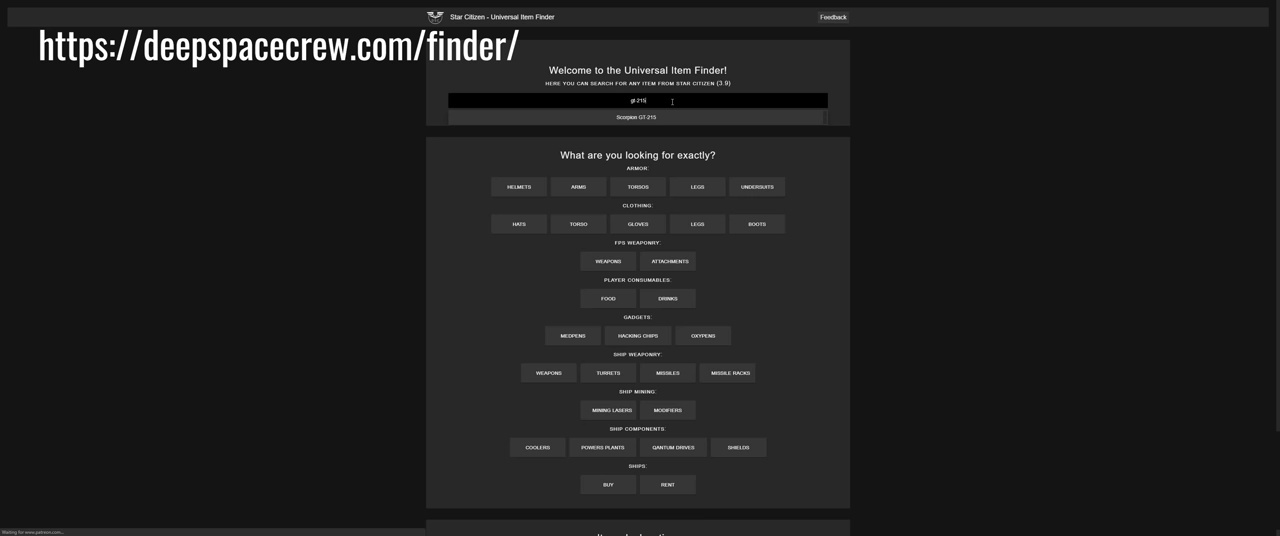 Star Citizen - Universal Item Finder
Feedback
https://deepspacecrew.com/finder/
Welcome to the Universal Item Finder!
HERE YOU CAN SEARCH FOR ANY ITEM FROM STAR CITIZEN (3.9)
gt-215
Scorpion GT-215
What are you looking for exactly?
ARMOR:
HELMETS ARMS TORSOS LEGS UNDERSUITS
CLOTHING:
HATS TORSO GLOVES LEGS BOOTS
FPS WEAPONRY:
WEAPONS ATTACHMENTS
PLAYER CONSUMABLES:
FOOD DRINKS
GADGETS:
MEDPENS HACKING CHIPS OXYPENS
SHIP WEAPONRY:
WEAPONS TURRETS MISSILES MISSILE RACKS
SHIP MINING:
MINING LASERS MODIFIERS
SHIP COMPONENTS:
COOLERS POWERS PLANTS QANTUM DRIVES SHIELDS
SHIPS:
BUY RENT
Waiting for www.patreon.com...